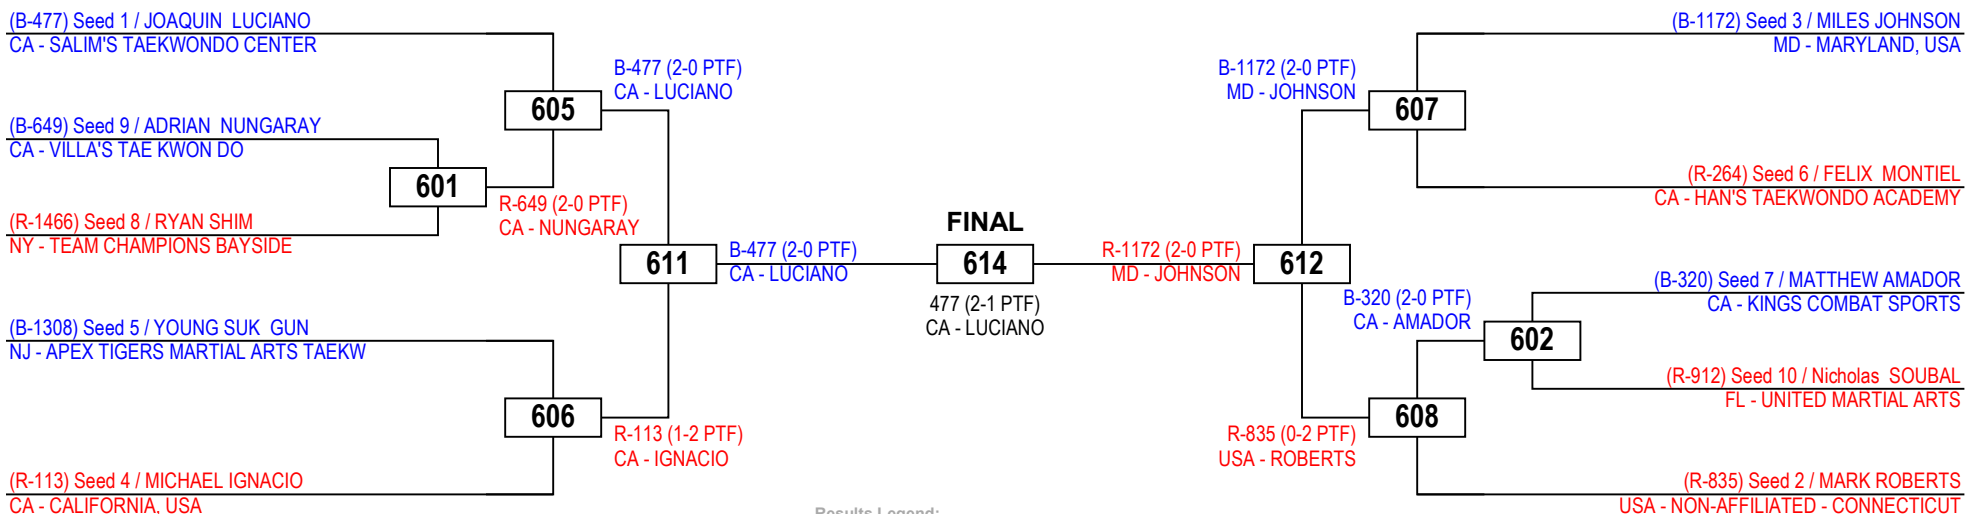 (B-477) Seed 1 / JOAQUIN LUCIANO
CA - SALIM'S TAEKWONDO CENTER
(B-649) Seed 9 / ADRIAN NUNGARAY
CA - VILLA'S TAE KWON DO
(R-1466) Seed 8 / RYAN SHIM
NY - TEAM CHAMPIONS BAYSIDE
(B-1308) Seed 5 / YOUNG SUK GUN
NJ - APEX TIGERS MARTIAL ARTS TAEKW
(R-113) Seed 4 / MICHAEL IGNACIO
CA - CALIFORNIA, USA
601
R-649 (2-0 PTF)
CA - NUNGARAY
605
B-477 (2-0 PTF)
CA - LUCIANO
606
R-113 (1-2 PTF)
CA - IGNACIO
611
B-477 (2-0 PTF)
CA - LUCIANO
FINAL
614
477 (2-1 PTF)
CA - LUCIANO
R-1172 (2-0 PTF)
MD - JOHNSON
612
B-1172 (2-0 PTF)
MD - JOHNSON
607
R-835 (0-2 PTF)
USA - ROBERTS
608
B-320 (2-0 PTF)
CA - AMADOR
602
(B-1172) Seed 3 / MILES JOHNSON
MD - MARYLAND, USA
(R-264) Seed 6 / FELIX MONTIEL
CA - HAN'S TAEKWONDO ACADEMY
(B-320) Seed 7 / MATTHEW AMADOR
CA - KINGS COMBAT SPORTS
(R-912) Seed 10 / Nicholas SOUBAL
FL - UNITED MARTIAL ARTS
(R-835) Seed 2 / MARK ROBERTS
USA - NON-AFFILIATED - CONNECTICUT
Results Legend: